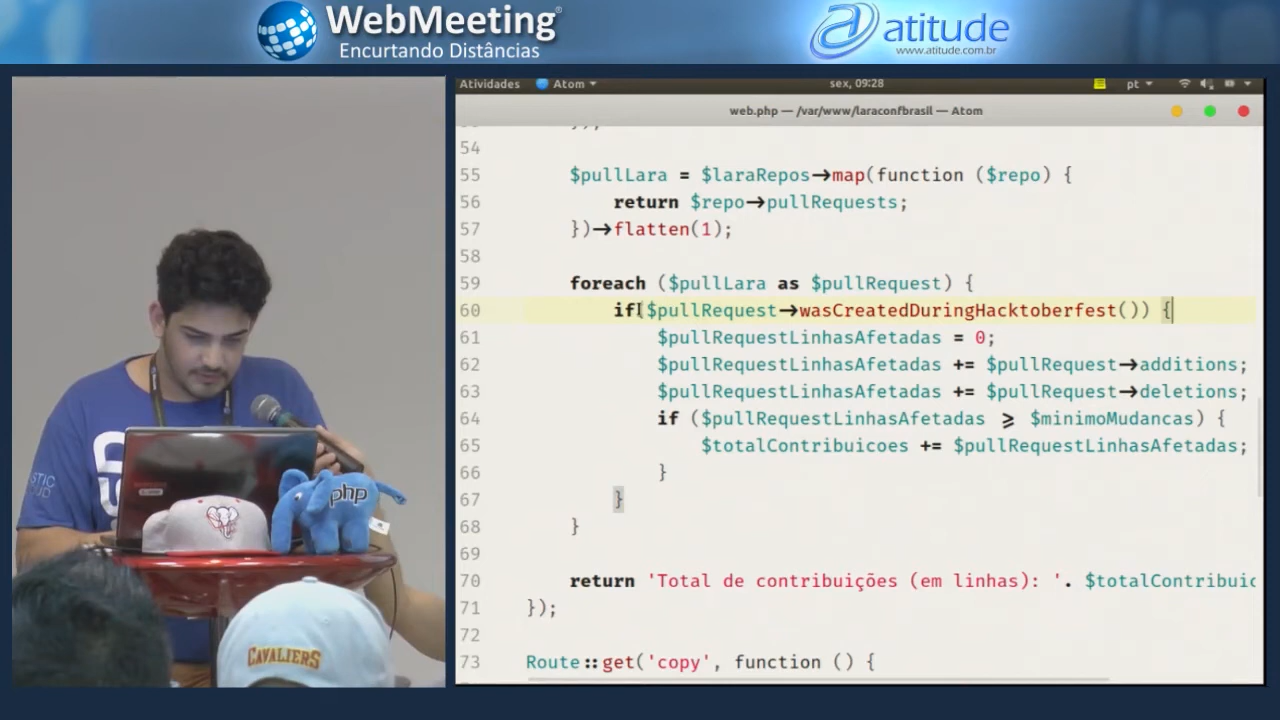 WebMeeting®
Encurtando Distâncias
atitude
www.atitude.com.br
Atividades Atom sex, 09:28 pt
web.php — /var/www/laraconfbrasil — Atom
54
55 $pullLara = $laraRepos->map(function ($repo) {
56 return $repo->pullRequests;
57 })->flatten(1);
58
59 foreach ($pullLara as $pullRequest) {
60 if($pullRequest->wasCreatedDuringHacktoberfest()) {
61 $pullRequestLinhasAfetadas = 0;
62 $pullRequestLinhasAfetadas += $pullRequest->additions;
63 $pullRequestLinhasAfetadas += $pullRequest->deletions;
64 if ($pullRequestLinhasAfetadas >= $minimoMudancas) {
65 $totalContribuicoes += $pullRequestLinhasAfetadas;
66 }
67 }
68 }
69
70 return 'Total de contribuições (em linhas): '. $totalContribuic
71 });
72
73 Route::get('copy', function () {
php
CAVALIERS